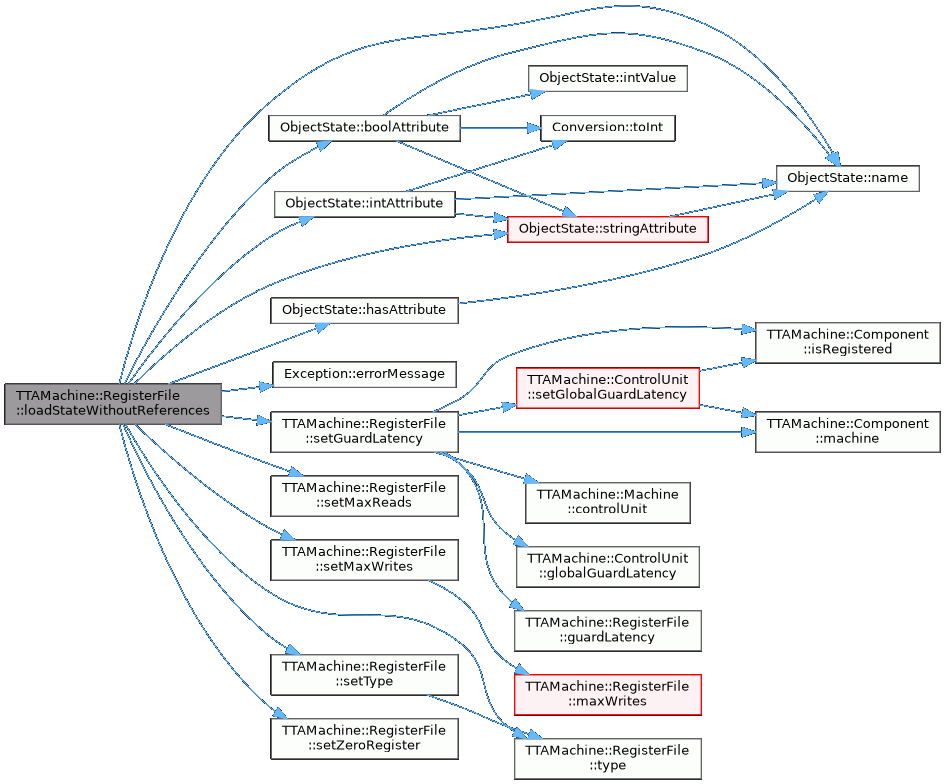 ObjectState::intValue
ObjectState::boolAttribute
Conversion::toInt
ObjectState::name
ObjectState::intAttribute
ObjectState::stringAttribute
ObjectState::hasAttribute
TTAMachine::Component
::isRegistered
Exception::errorMessage
TTAMachine::ControlUnit
::setGlobalGuardLatency
TTAMachine::RegisterFile
::loadStateWithoutReferences
TTAMachine::RegisterFile
::setGuardLatency
TTAMachine::Component
::machine
TTAMachine::RegisterFile
::setMaxReads
TTAMachine::Machine
::controlUnit
TTAMachine::RegisterFile
::setMaxWrites
TTAMachine::ControlUnit
::globalGuardLatency
TTAMachine::RegisterFile
::guardLatency
TTAMachine::RegisterFile
::setType
TTAMachine::RegisterFile
::maxWrites
TTAMachine::RegisterFile
::setZeroRegister
TTAMachine::RegisterFile
::type